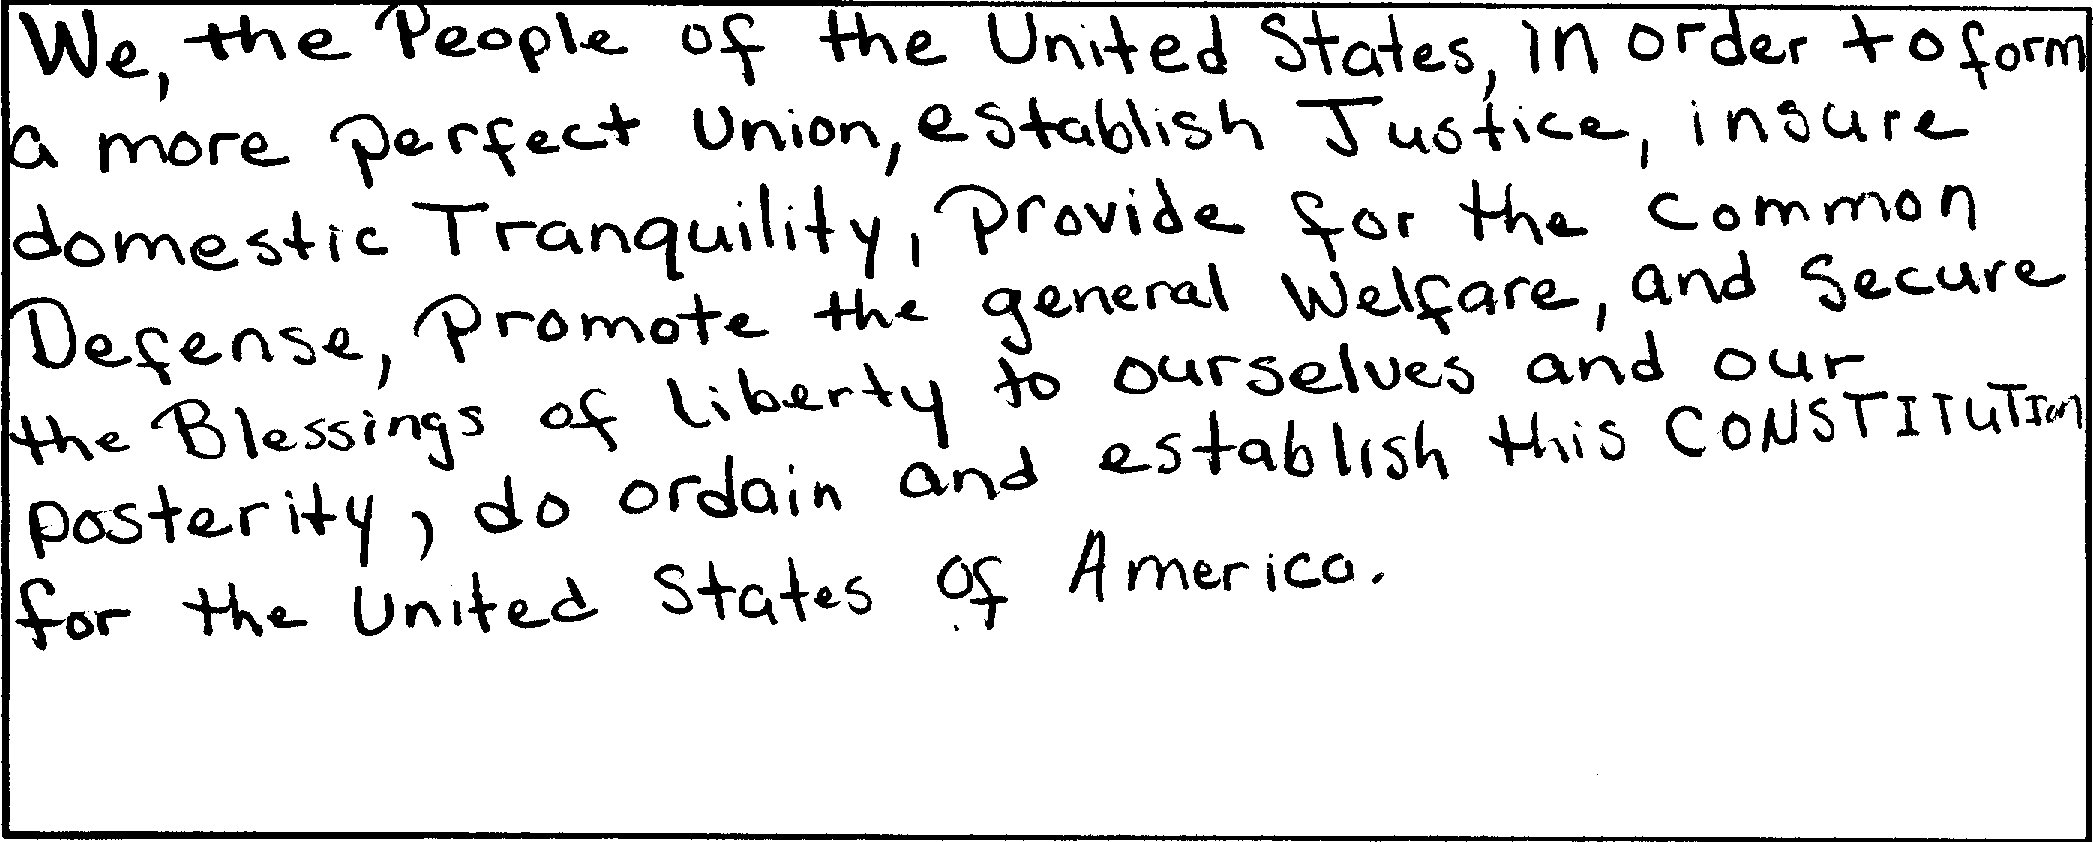 We, the People of the United States, in order to form
a more perfect Union, establish Justice, insure
domestic Tranquility, Provide for the common
Defense, Promote the general Welfare, and secure
the Blessings of Liberty to ourselves and our
posterity, do ordain and establish this CONSTITUTIon
for the United States of America.